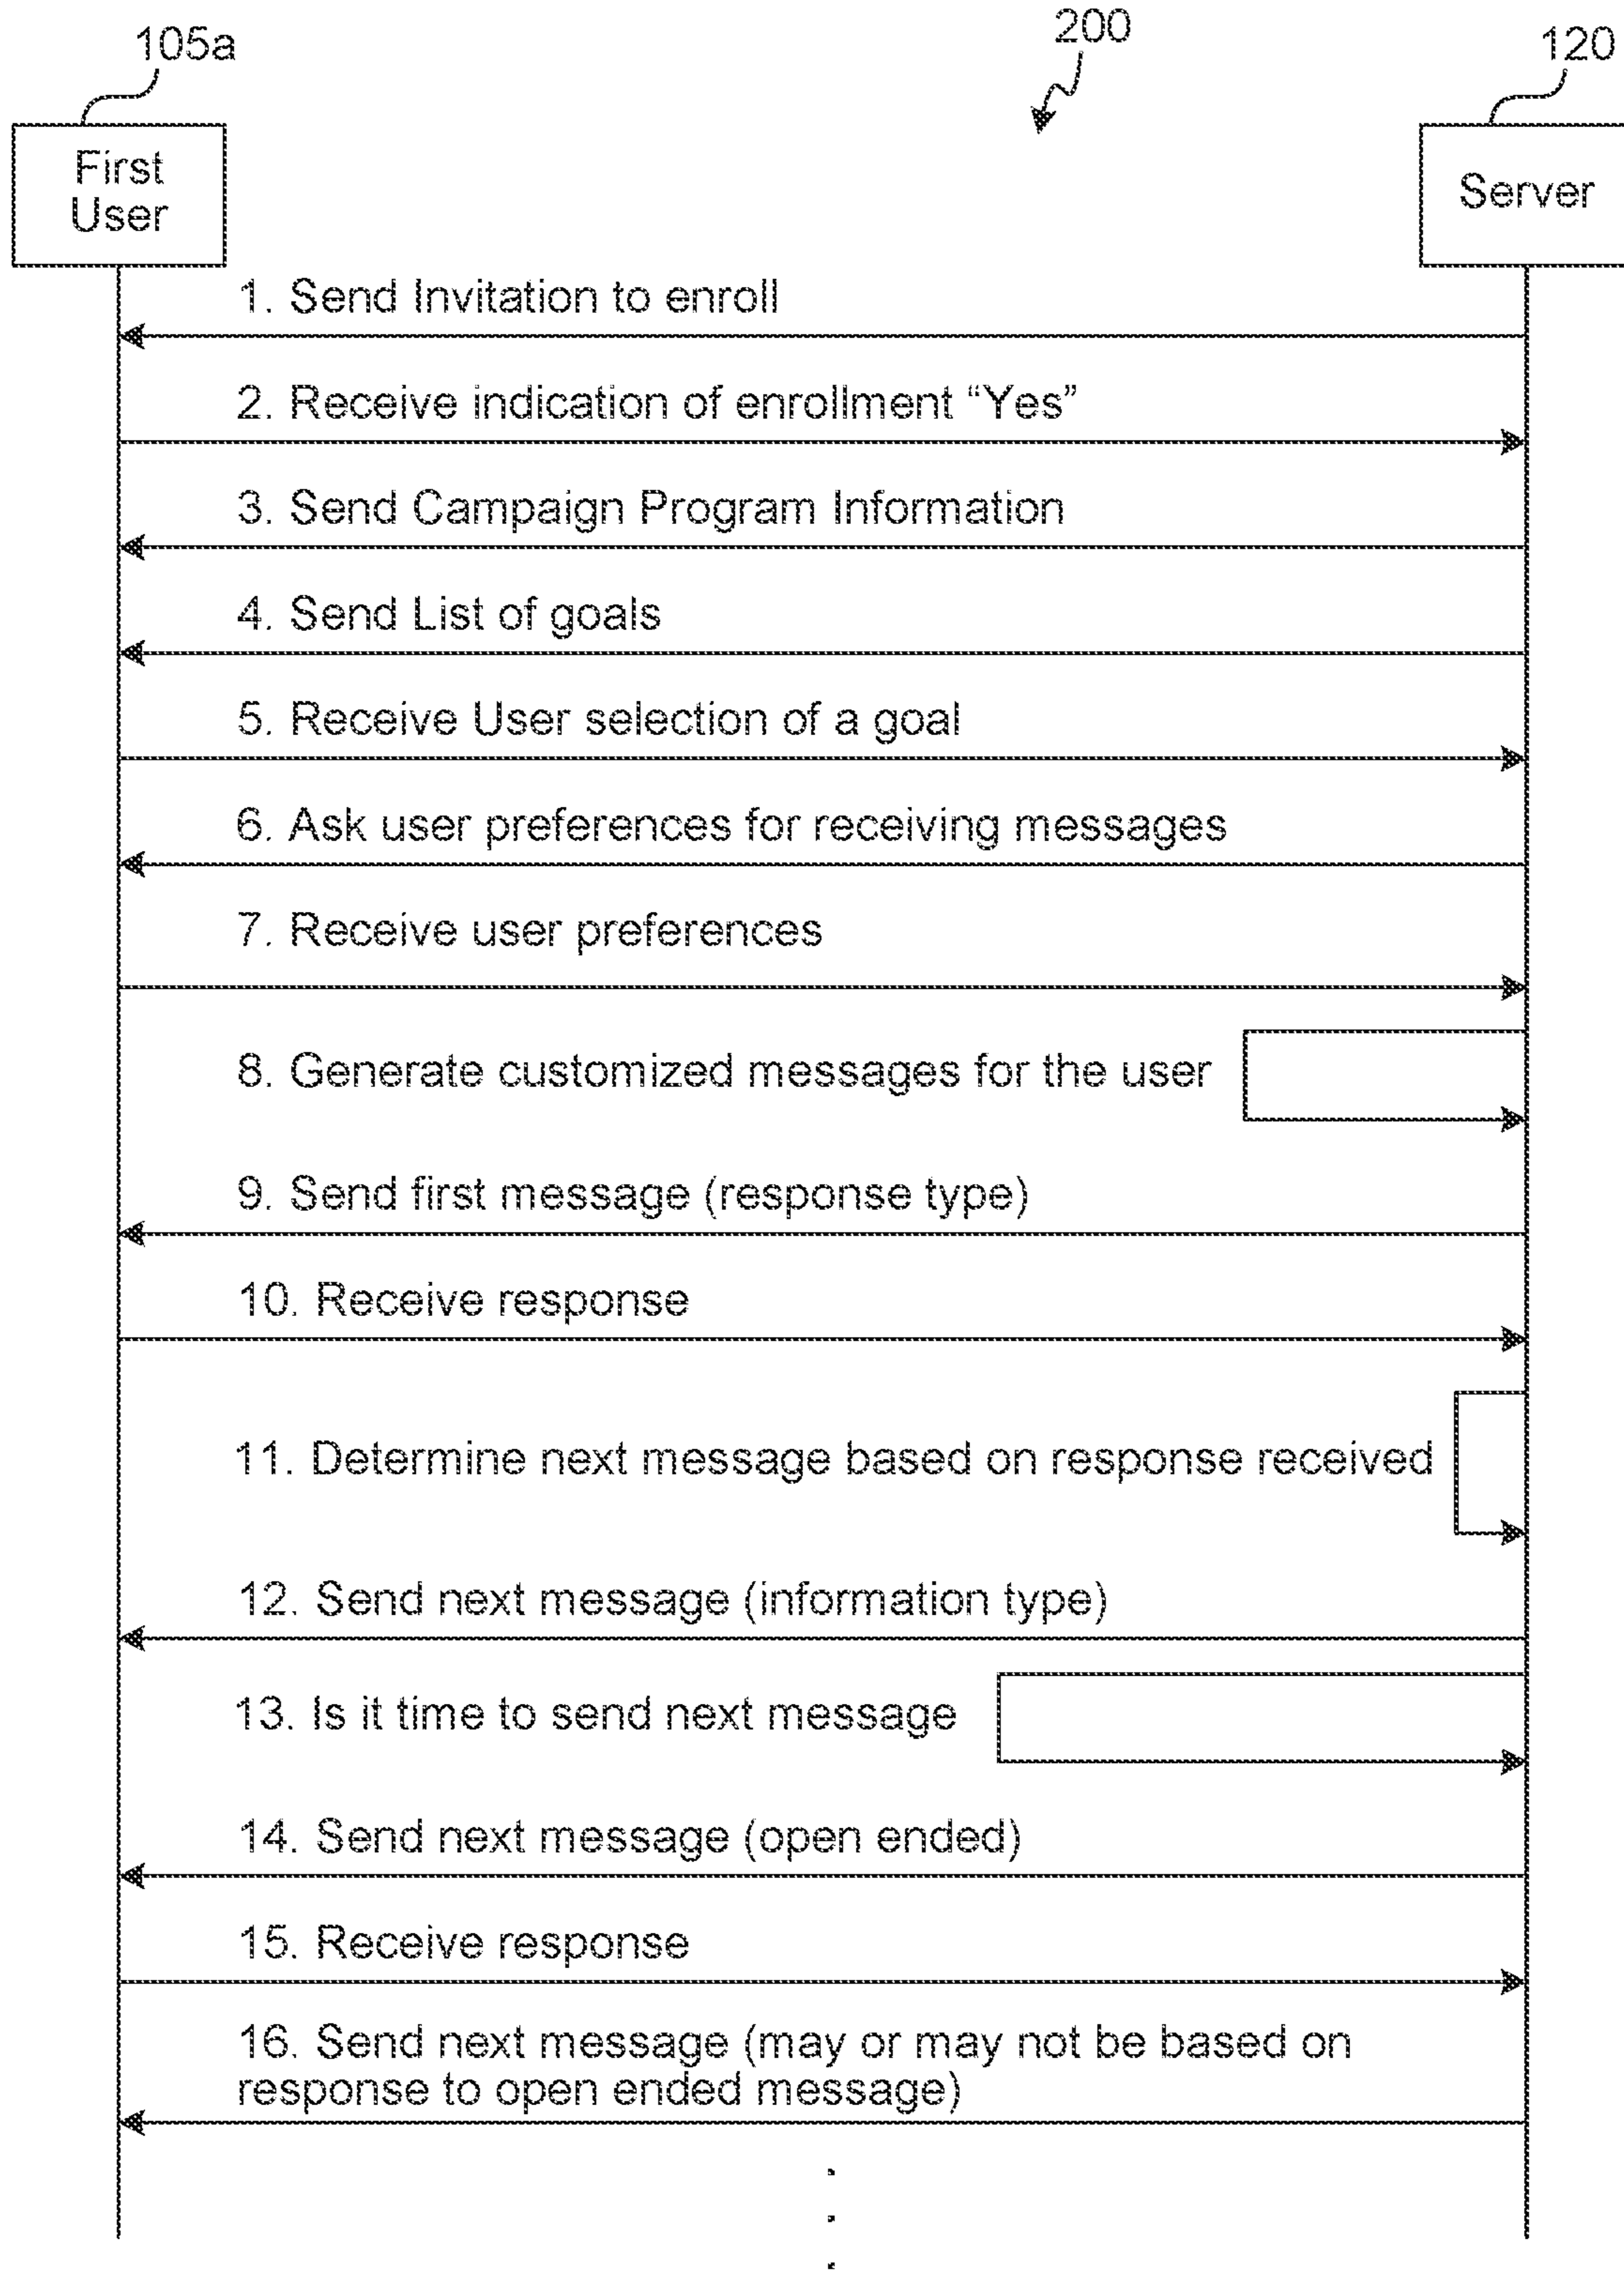 105a
200
120
First
User
Server
1. Send Invitation to enroll
2. Receive indication of enrollment “Yes”
3. Send Campaign Program Information
4. Send List of goals
5. Receive User selection of a goal
6. Ask user preferences for receiving messages
7. Receive user preferences
8. Generate customized messages for the user
9. Send first message (response type)
10. Receive response
11. Determine next message based on response received
12. Send next message (information type)
13. Is it time to send next message
14. Send next message (open ended)
15. Receive response
16. Send next message (may or may not be based on
response to open ended message)